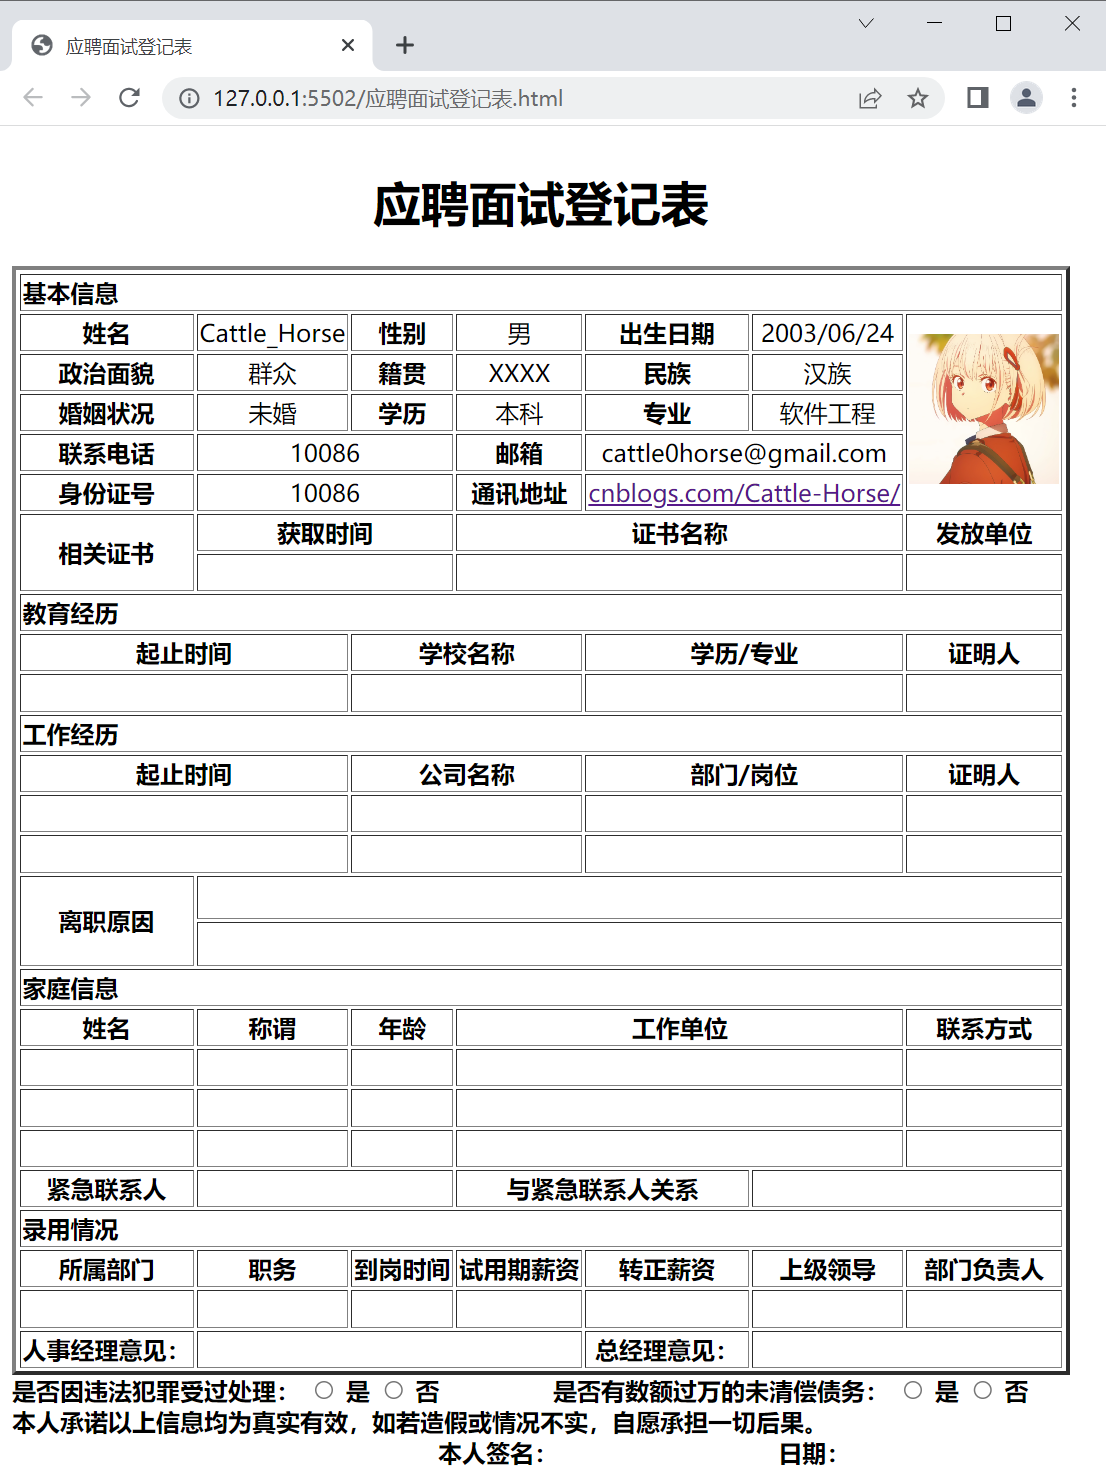 应聘面试登记表
127.0.0.1:5502/应聘面试登记表.html
应聘面试登记表
基本信息
姓名 Cattle_Horse 性别 男 出生日期 2003/06/24
政治面貌 群众 籍贯 XXXX 民族 汉族
婚姻状况 未婚 学历 本科 专业 软件工程
联系电话 10086 邮箱 cattle0horse@gmail.com
身份证号 10086 通讯地址 cnblogs.com/Cattle-Horse/
相关证书 获取时间 证书名称 发放单位
教育经历
起止时间 学校名称 学历/专业 证明人
工作经历
起止时间 公司名称 部门/岗位 证明人
离职原因
家庭信息
姓名 称谓 年龄 工作单位 联系方式
紧急联系人 与紧急联系人关系
录用情况
所属部门 职务 到岗时间 试用期薪资 转正薪资 上级领导 部门负责人
人事经理意见： 总经理意见：
是否因违法犯罪受过处理： 是 否 是否有数额过万的未清偿债务： 是 否
本人承诺以上信息均为真实有效，如若造假或情况不实，自愿承担一切后果。
本人签名： 日期：